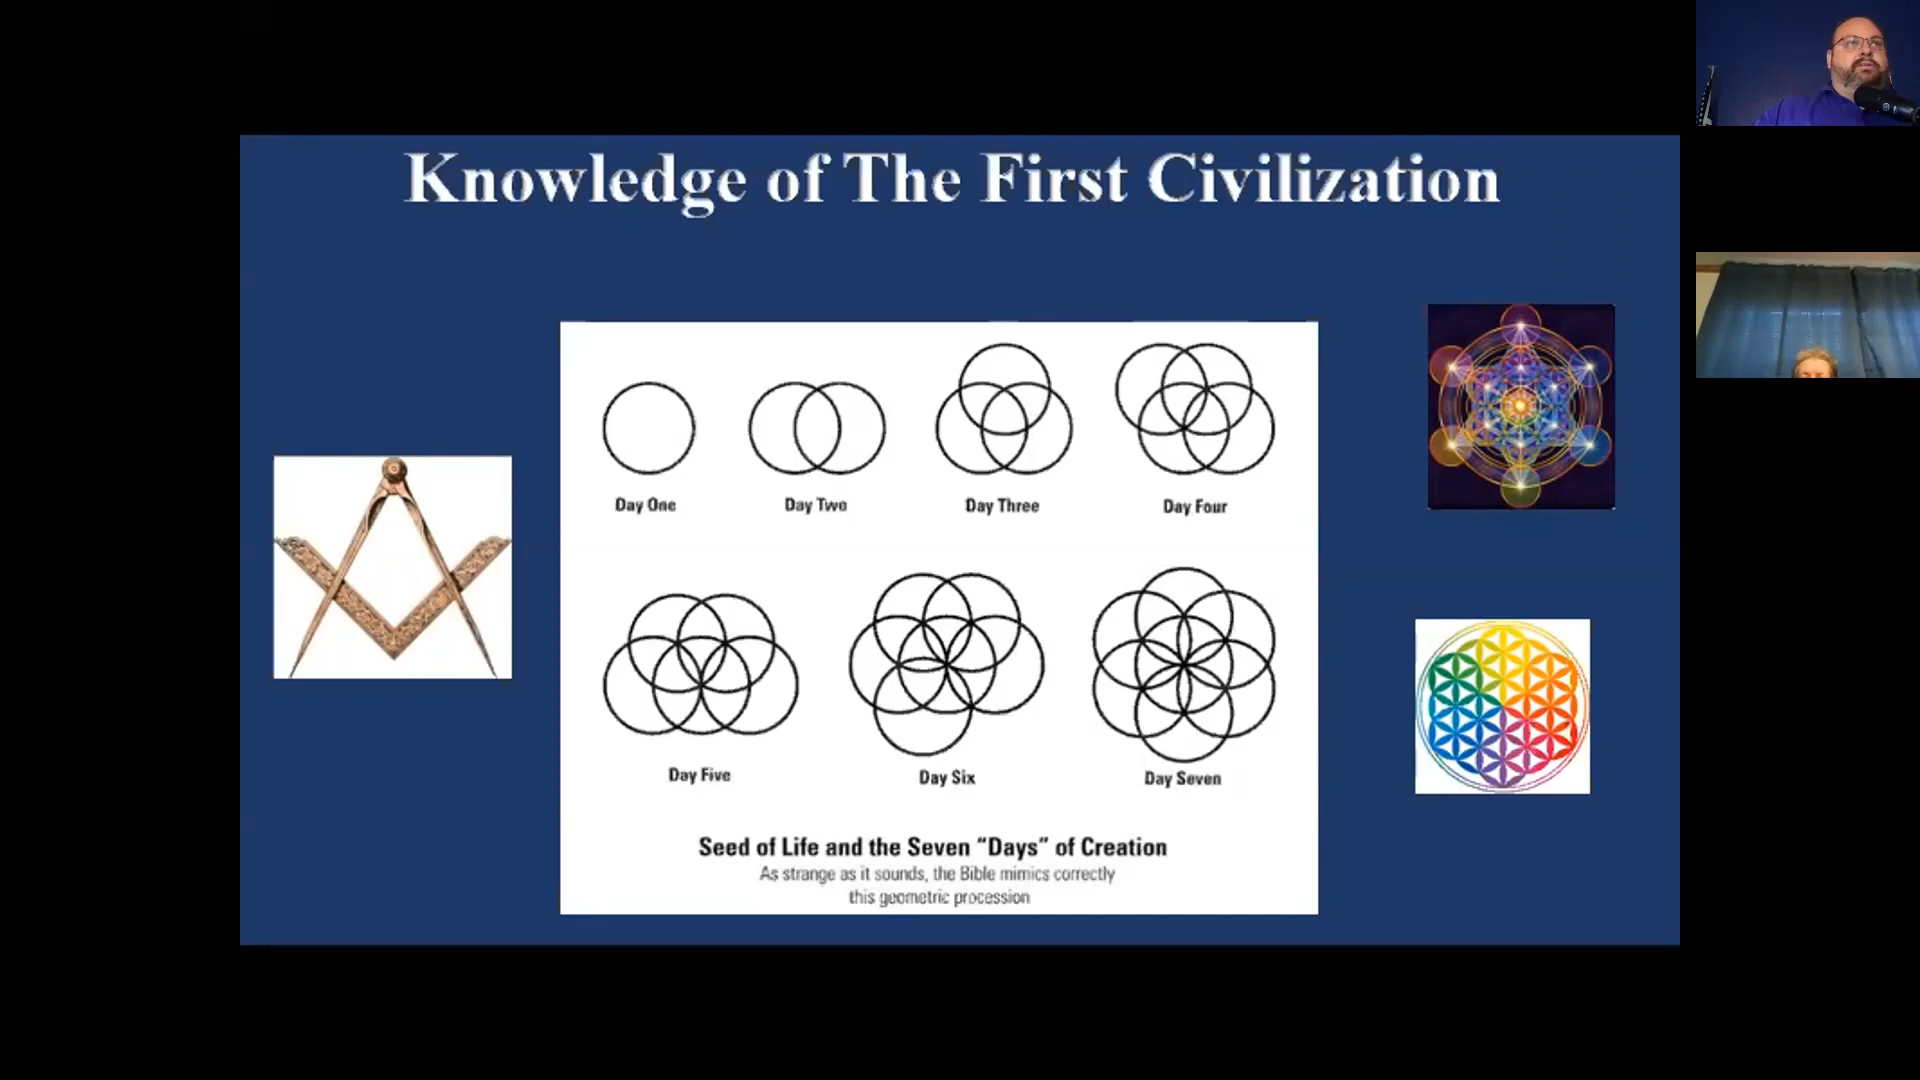 Knowledge of The First Civilization
Day One
Day Two
Day Three
Day Four
Day Five
Day Six
Day Seven
Seed of Life and the Seven “Days” of Creation
As strange as it sounds, the Bible mimics correctly
this geometric procession